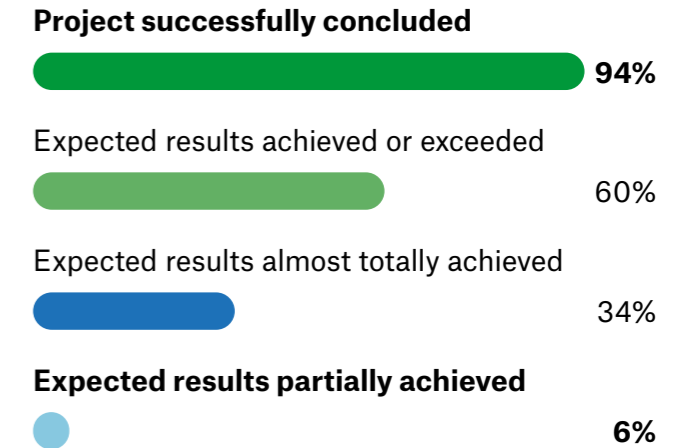 Project successfully concluded
94%
Expected results achieved or exceeded
60%
Expected results almost totally achieved
34%
Expected results partially achieved
6%